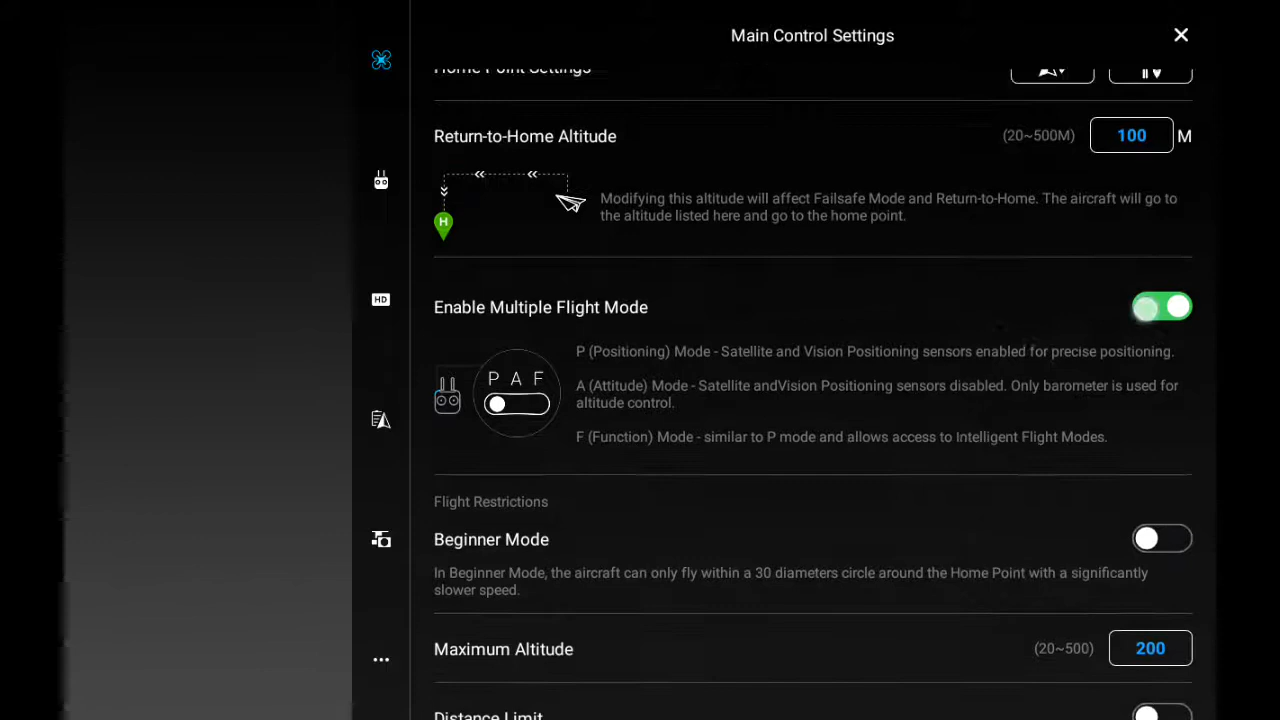 Main Control Settings
Home Point Settings
Return-to-Home Altitude
(20~500M)
100
M
H
Modifying this altitude will affect Failsafe Mode and Return-to-Home. The aircraft will go to
the altitude listed here and go to the home point.
HD
Enable Multiple Flight Mode
P A F
P (Positioning) Mode - Satellite and Vision Positioning sensors enabled for precise positioning.
A (Attitude) Mode - Satellite andVision Positioning sensors disabled. Only barometer is used for
altitude control.
F (Function) Mode - similar to P mode and allows access to Intelligent Flight Modes.
Flight Restrictions
Beginner Mode
In Beginner Mode, the aircraft can only fly within a 30 diameters circle around the Home Point with a significantly
slower speed.
Maximum Altitude
(20~500)
200
Distance Limit